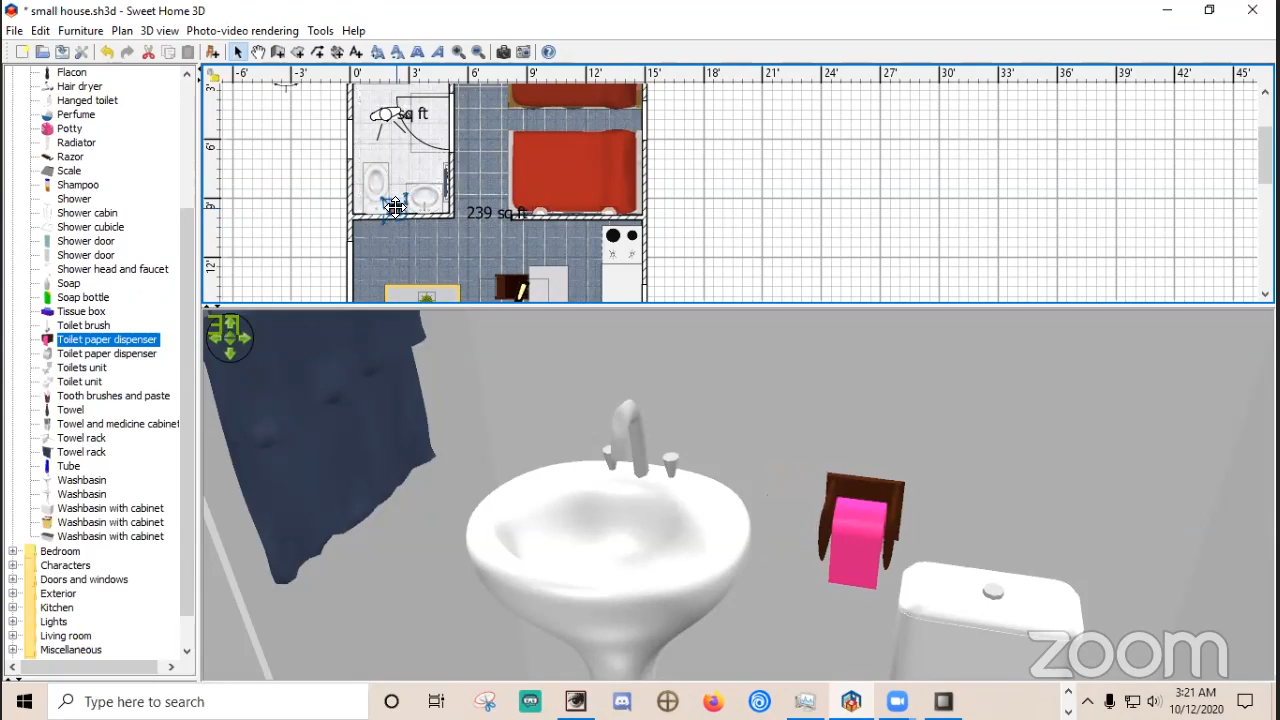 * small house.sh3d - Sweet Home 3D
File Edit Furniture Plan 3D view Photo-video rendering Tools Help
-6' -3' 0' 3' 6' 9' 12' 15' 18' 21' 24' 27' 30' 33' 36' 39' 42' 45'
3'
6'
9'
12'
sq ft
239 sq ft
Flacon
Hair dryer
Hanged toilet
Perfume
Potty
Radiator
Razor
Scale
Shampoo
Shower
Shower cabin
Shower cubicle
Shower door
Shower door
Shower head and faucet
Soap
Soap bottle
Tissue box
Toilet brush
Toilet paper dispenser
Toilet paper dispenser
Toilets unit
Toilet unit
Tooth brushes and paste
Towel
Towel and medicine cabinet
Towel rack
Towel rack
Tube
Washbasin
Washbasin
Washbasin with cabinet
Washbasin with cabinet
Washbasin with cabinet
Bedroom
Characters
Doors and windows
Exterior
Kitchen
Lights
Living room
Miscellaneous
zoom
Type here to search
3:21 AM
10/12/2020